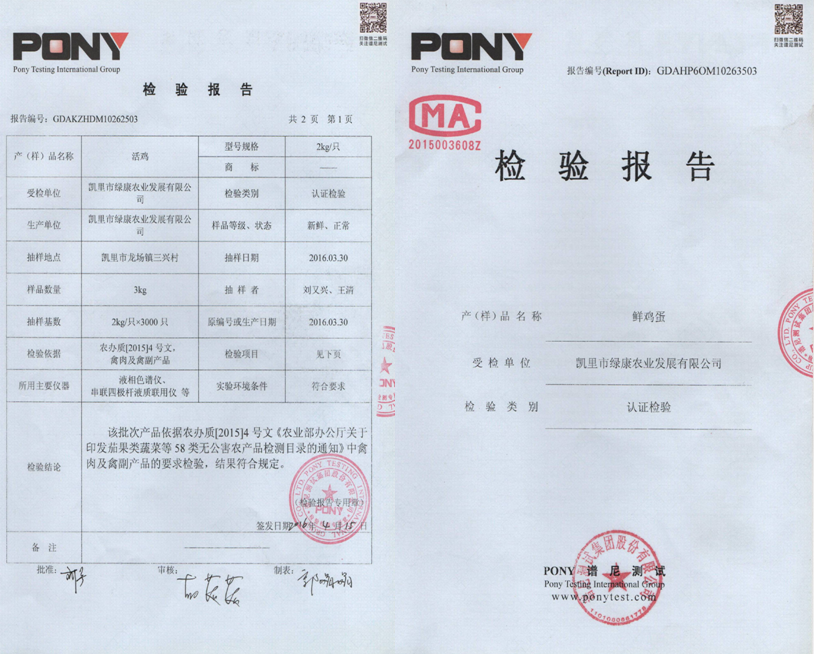 PONY
Pony Testing International Group
检 验 报 告
报告编号: GDAKZHDM10262503
共 2 页 第 1 页
产（样）品名称
活鸡
型号规格
2kg/只
商 标
——
受检单位
凯里市绿康农业发展有限公
司
检验类别
认证检验
生产单位
凯里市绿康农业发展有限公
司
样品等级、状态
新鲜、正常
抽样地点
凯里市龙场镇三兴村
抽样日期
2016.03.30
样品数量
3kg
抽 样 者
刘又兴、王清
抽样基数
2kg/只×3000 只
原编号或生产日期
2016.03.30
检验依据
农办质[2015]4 号文,
禽肉及禽副产品
检验项目
见下页
所用主要仪器
液相色谱仪、
串联四极杆液质联用仪 等
实验环境条件
符合要求
检验结论
该批次产品依据农办质[2015]4 号文《农业部办公厅关于
印发茄果类蔬菜等 58 类无公害农产品检测目录的通知》中禽
肉及禽副产品的要求检验，结果符合规定。
（检验报告专用章）
签发日期 2016 年 4 月 15 日
备 注
批准:
审核:
制表:
PONY
Pony Testing International Group
扫描二维码
关注谱尼测试
报告编号(Report ID): GDAHP6OM10263503
MA
2015003608Z
检 验 报 告
产（样）品 名 称
鲜鸡蛋
受 检 单 位
凯里市绿康农业发展有限公司
检 验 类 别
认证检验
PONY 谱 尼 测 试
Pony Testing International Group
www.ponytest.com